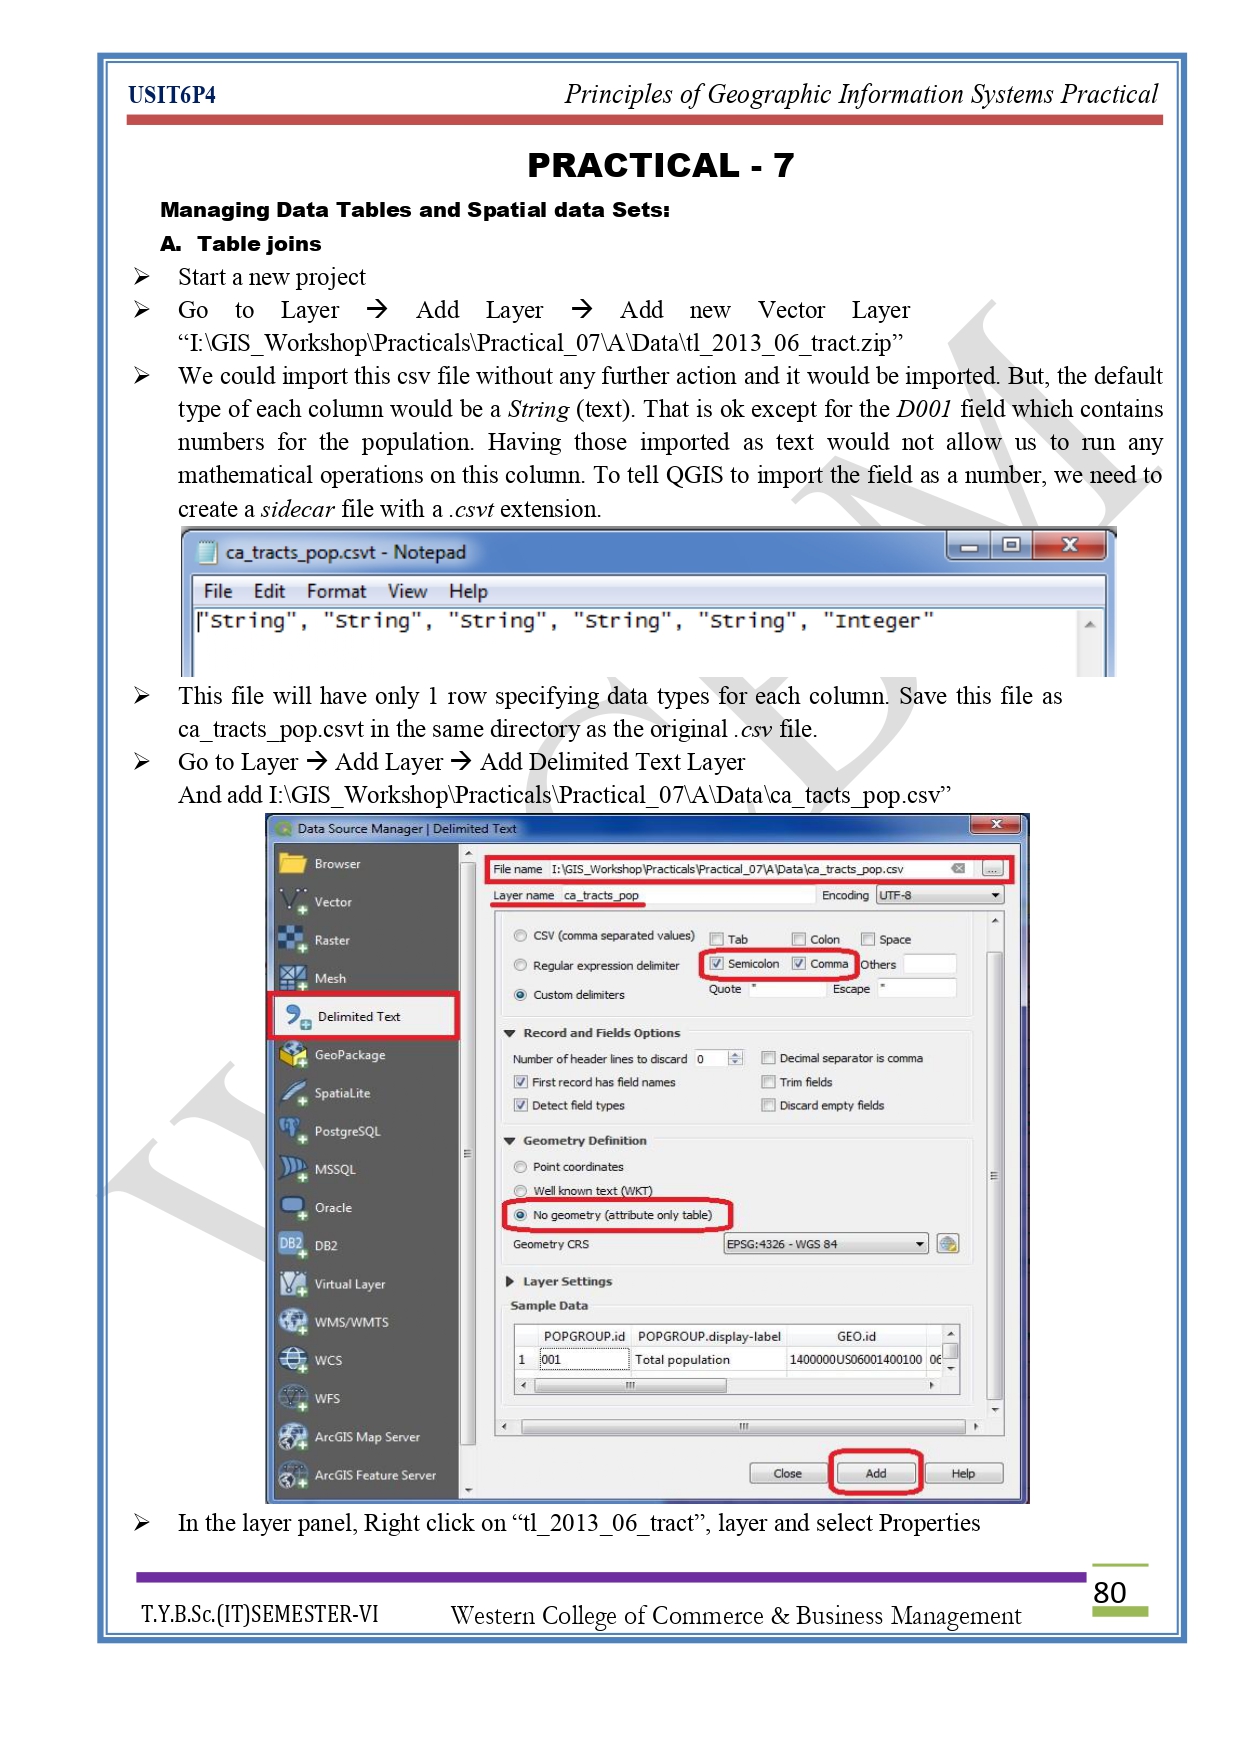 USIT6P4 Principles of Geographic Information Systems Practical
PRACTICAL - 7
Managing Data Tables and Spatial data Sets:
A. Table joins
➢ Start a new project
➢ Go to Layer → Add Layer → Add new Vector Layer
“I:\GIS_Workshop\Practicals\Practical_07\A\Data\tl_2013_06_tract.zip”
➢ We could import this csv file without any further action and it would be imported. But, the default
type of each column would be a String (text). That is ok except for the D001 field which contains
numbers for the population. Having those imported as text would not allow us to run any
mathematical operations on this column. To tell QGIS to import the field as a number, we need to
create a sidecar file with a .csvt extension.
ca_tracts_pop.csvt - Notepad
File Edit Format View Help
"String", "String", "String", "String", "String", "Integer"
➢ This file will have only 1 row specifying data types for each column. Save this file as
ca_tracts_pop.csvt in the same directory as the original .csv file.
➢ Go to Layer → Add Layer → Add Delimited Text Layer
And add I:\GIS_Workshop\Practicals\Practical_07\A\Data\ca_tacts_pop.csv”
Data Source Manager | Delimited Text
Browser
Vector
Raster
Mesh
Delimited Text
GeoPackage
SpatiaLite
PostgreSQL
MSSQL
Oracle
DB2 DB2
Virtual Layer
WMS/WMTS
WCS
WFS
ArcGIS Map Server
ArcGIS Feature Server
File name I:\GIS_Workshop\Practicals\Practical_07\A\Data\ca_tracts_pop.csv ...
Layer name ca_tracts_pop Encoding UTF-8
CSV (comma separated values) Tab Colon Space
Regular expression delimiter Semicolon Comma Others
Custom delimiters Quote " Escape "
Record and Fields Options
Number of header lines to discard 0 Decimal separator is comma
First record has field names Trim fields
Detect field types Discard empty fields
Geometry Definition
Point coordinates
Well known text (WKT)
No geometry (attribute only table)
Geometry CRS EPSG:4326 - WGS 84
Layer Settings
Sample Data
POPGROUP.id POPGROUP.display-label GEO.id
1 001 Total population 1400000US06001400100 06
Close Add Help
➢ In the layer panel, Right click on “tl_2013_06_tract”, layer and select Properties
80
T.Y.B.Sc.(IT)SEMESTER-VI Western College of Commerce & Business Management